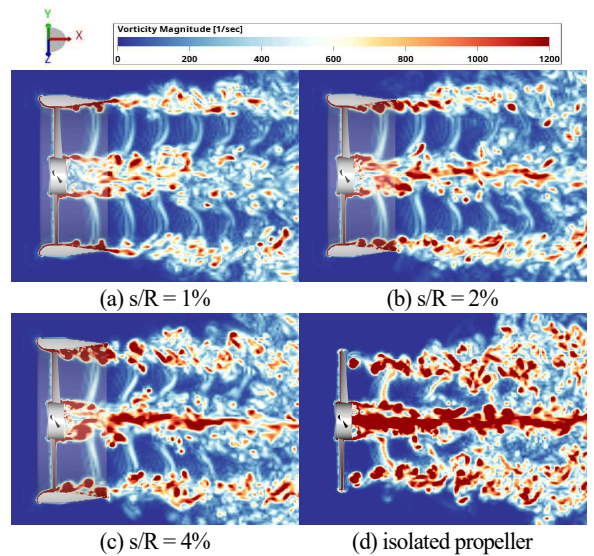 Y
X
Z
Vorticity Magnitude [1/sec]
0 200 400 600 800 1000 1200
(a) s/R = 1%
(b) s/R = 2%
(c) s/R = 4%
(d) isolated propeller